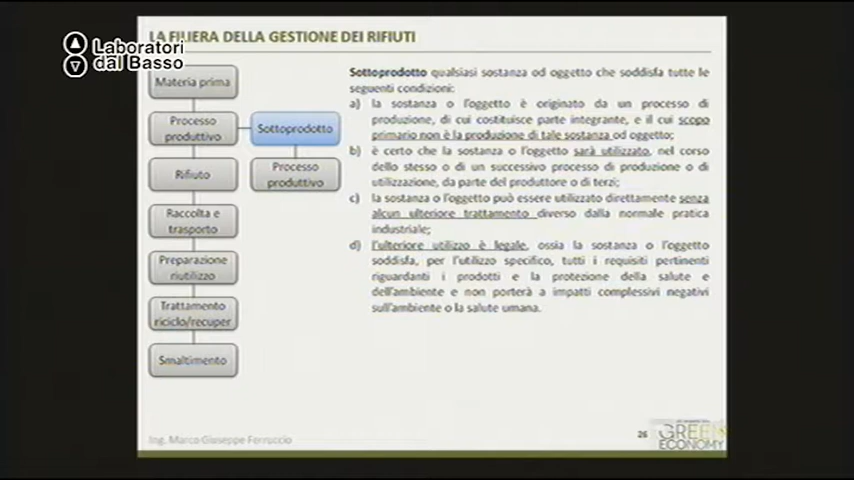 LA FILIERA DELLA GESTIONE DEI RIFIUTI
Laboratori
dal Basso
Materia prima
Processo
produttivo
Sottoprodotto
Rifiuto
Processo
produttivo
Raccolta e
trasporto
Preparazione
riutilizzo
Trattamento
riciclo/recuper
Smaltimento
Sottoprodotto qualsiasi sostanza od oggetto che soddisfa tutte le
seguenti condizioni:
a) la sostanza o l'oggetto è originato da un processo di
produzione, di cui costituisce parte integrante, e il cui scopo
primario non è la produzione di tale sostanza od oggetto;
b) è certo che la sostanza o l'oggetto sarà utilizzato, nel corso
dello stesso o di un successivo processo di produzione o di
utilizzazione, da parte del produttore o di terzi;
c) la sostanza o l'oggetto può essere utilizzato direttamente senza
alcun ulteriore trattamento diverso dalla normale pratica
industriale;
d) l'ulteriore utilizzo è legale, ossia la sostanza o l'oggetto
soddisfa, per l'utilizzo specifico, tutti i requisiti pertinenti
riguardanti i prodotti e la protezione della salute e
dell'ambiente e non porterà a impatti complessivi negativi
sull'ambiente o la salute umana.
Ing. Marco Giuseppe Ferruccio
26
GREEN
ECONOMY